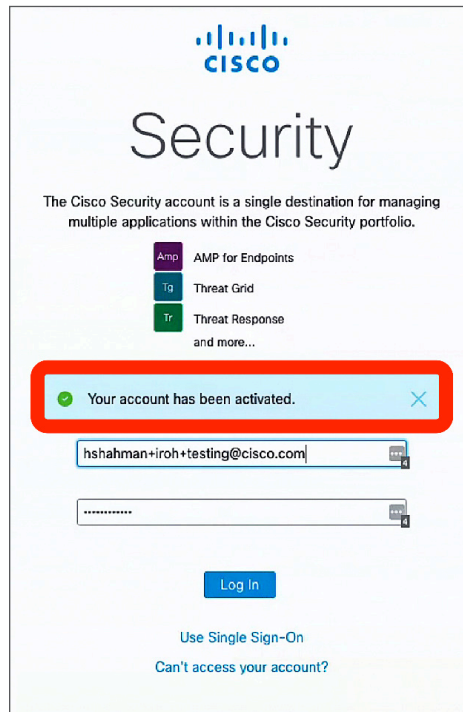 CISCO
Security
The Cisco Security account is a single destination for managing
multiple applications within the Cisco Security portfolio.
Amp AMP for Endpoints
Tg Threat Grid
Tr Threat Response
and more...
Your account has been activated.
hshahman+iroh+testing@cisco.com
4
············
4
Log In
Use Single Sign-On
Can't access your account?